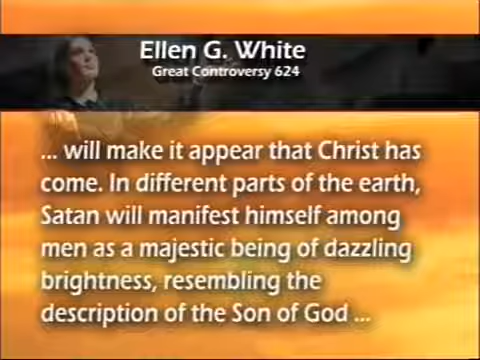 Ellen G. White
Great Controversy 624
... will make it appear that Christ has
come. In different parts of the earth,
Satan will manifest himself among
men as a majestic being of dazzling
brightness, resembling the
description of the Son of God ...